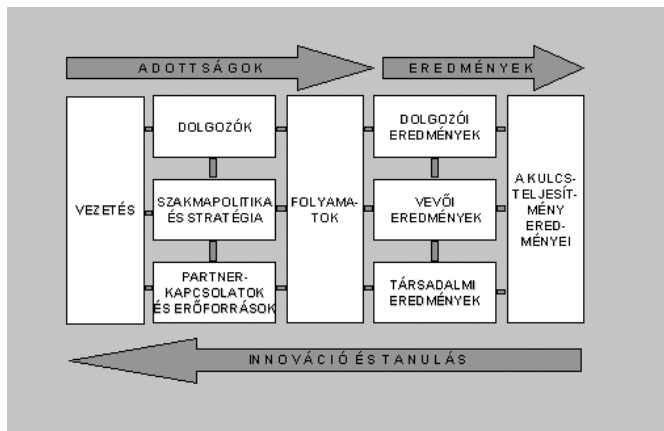 ADOTTSÁGOK
EREDMÉNYEK
VEZETÉS
DOLGOZÓK
SZAKMAPOLITIKA
ÉS STRATÉGIA
PARTNER-
KAPCSOLATOK
ÉS ERŐFORRÁSOK
FOLYAMA-
TOK
DOLGOZÓI
EREDMÉNYEK
VEVŐI
EREDMÉNYEK
TÁRSADALMI
EREDMÉNYEK
A KULCS-
TELJESÍT-
MÉNY
ERED-
MÉNYEI
INNOVÁCIÓ ÉS TANULÁS